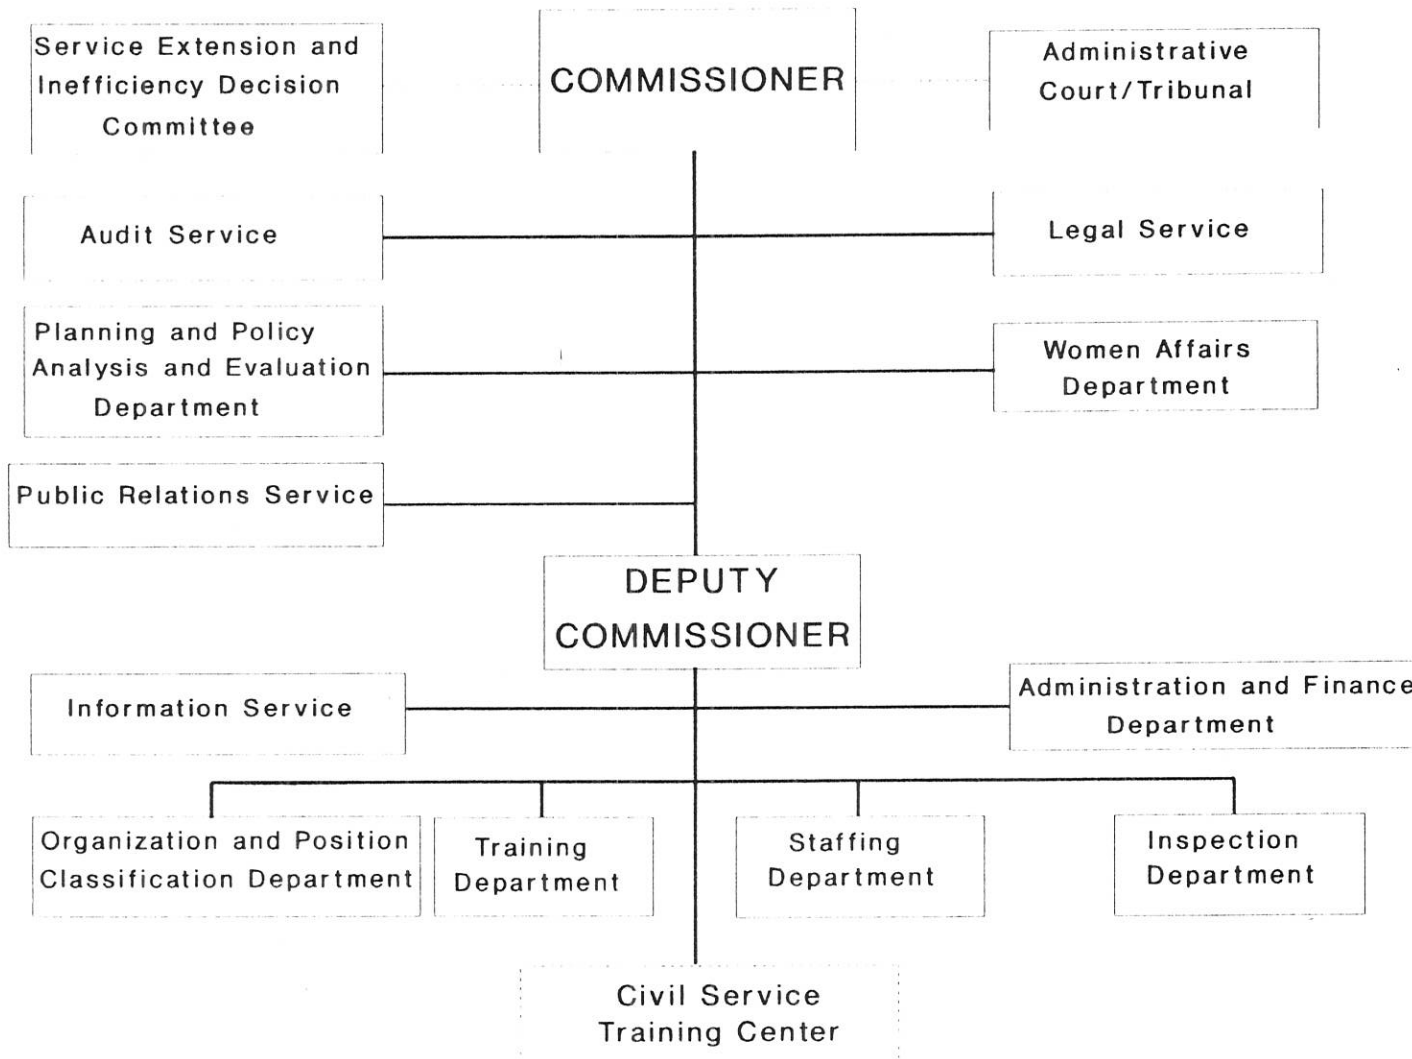 Service Extension and
Inefficiency Decision
Committee
COMMISSIONER
Administrative
Court/Tribunal
Audit Service
Legal Service
Planning and Policy
Analysis and Evaluation
Department
Women Affairs
Department
Public Relations Service
DEPUTY
COMMISSIONER
Information Service
Administration and Finance
Department
Organization and Position
Classification Department
Training
Department
Staffing
Department
Inspection
Department
Civil Service
Training Center